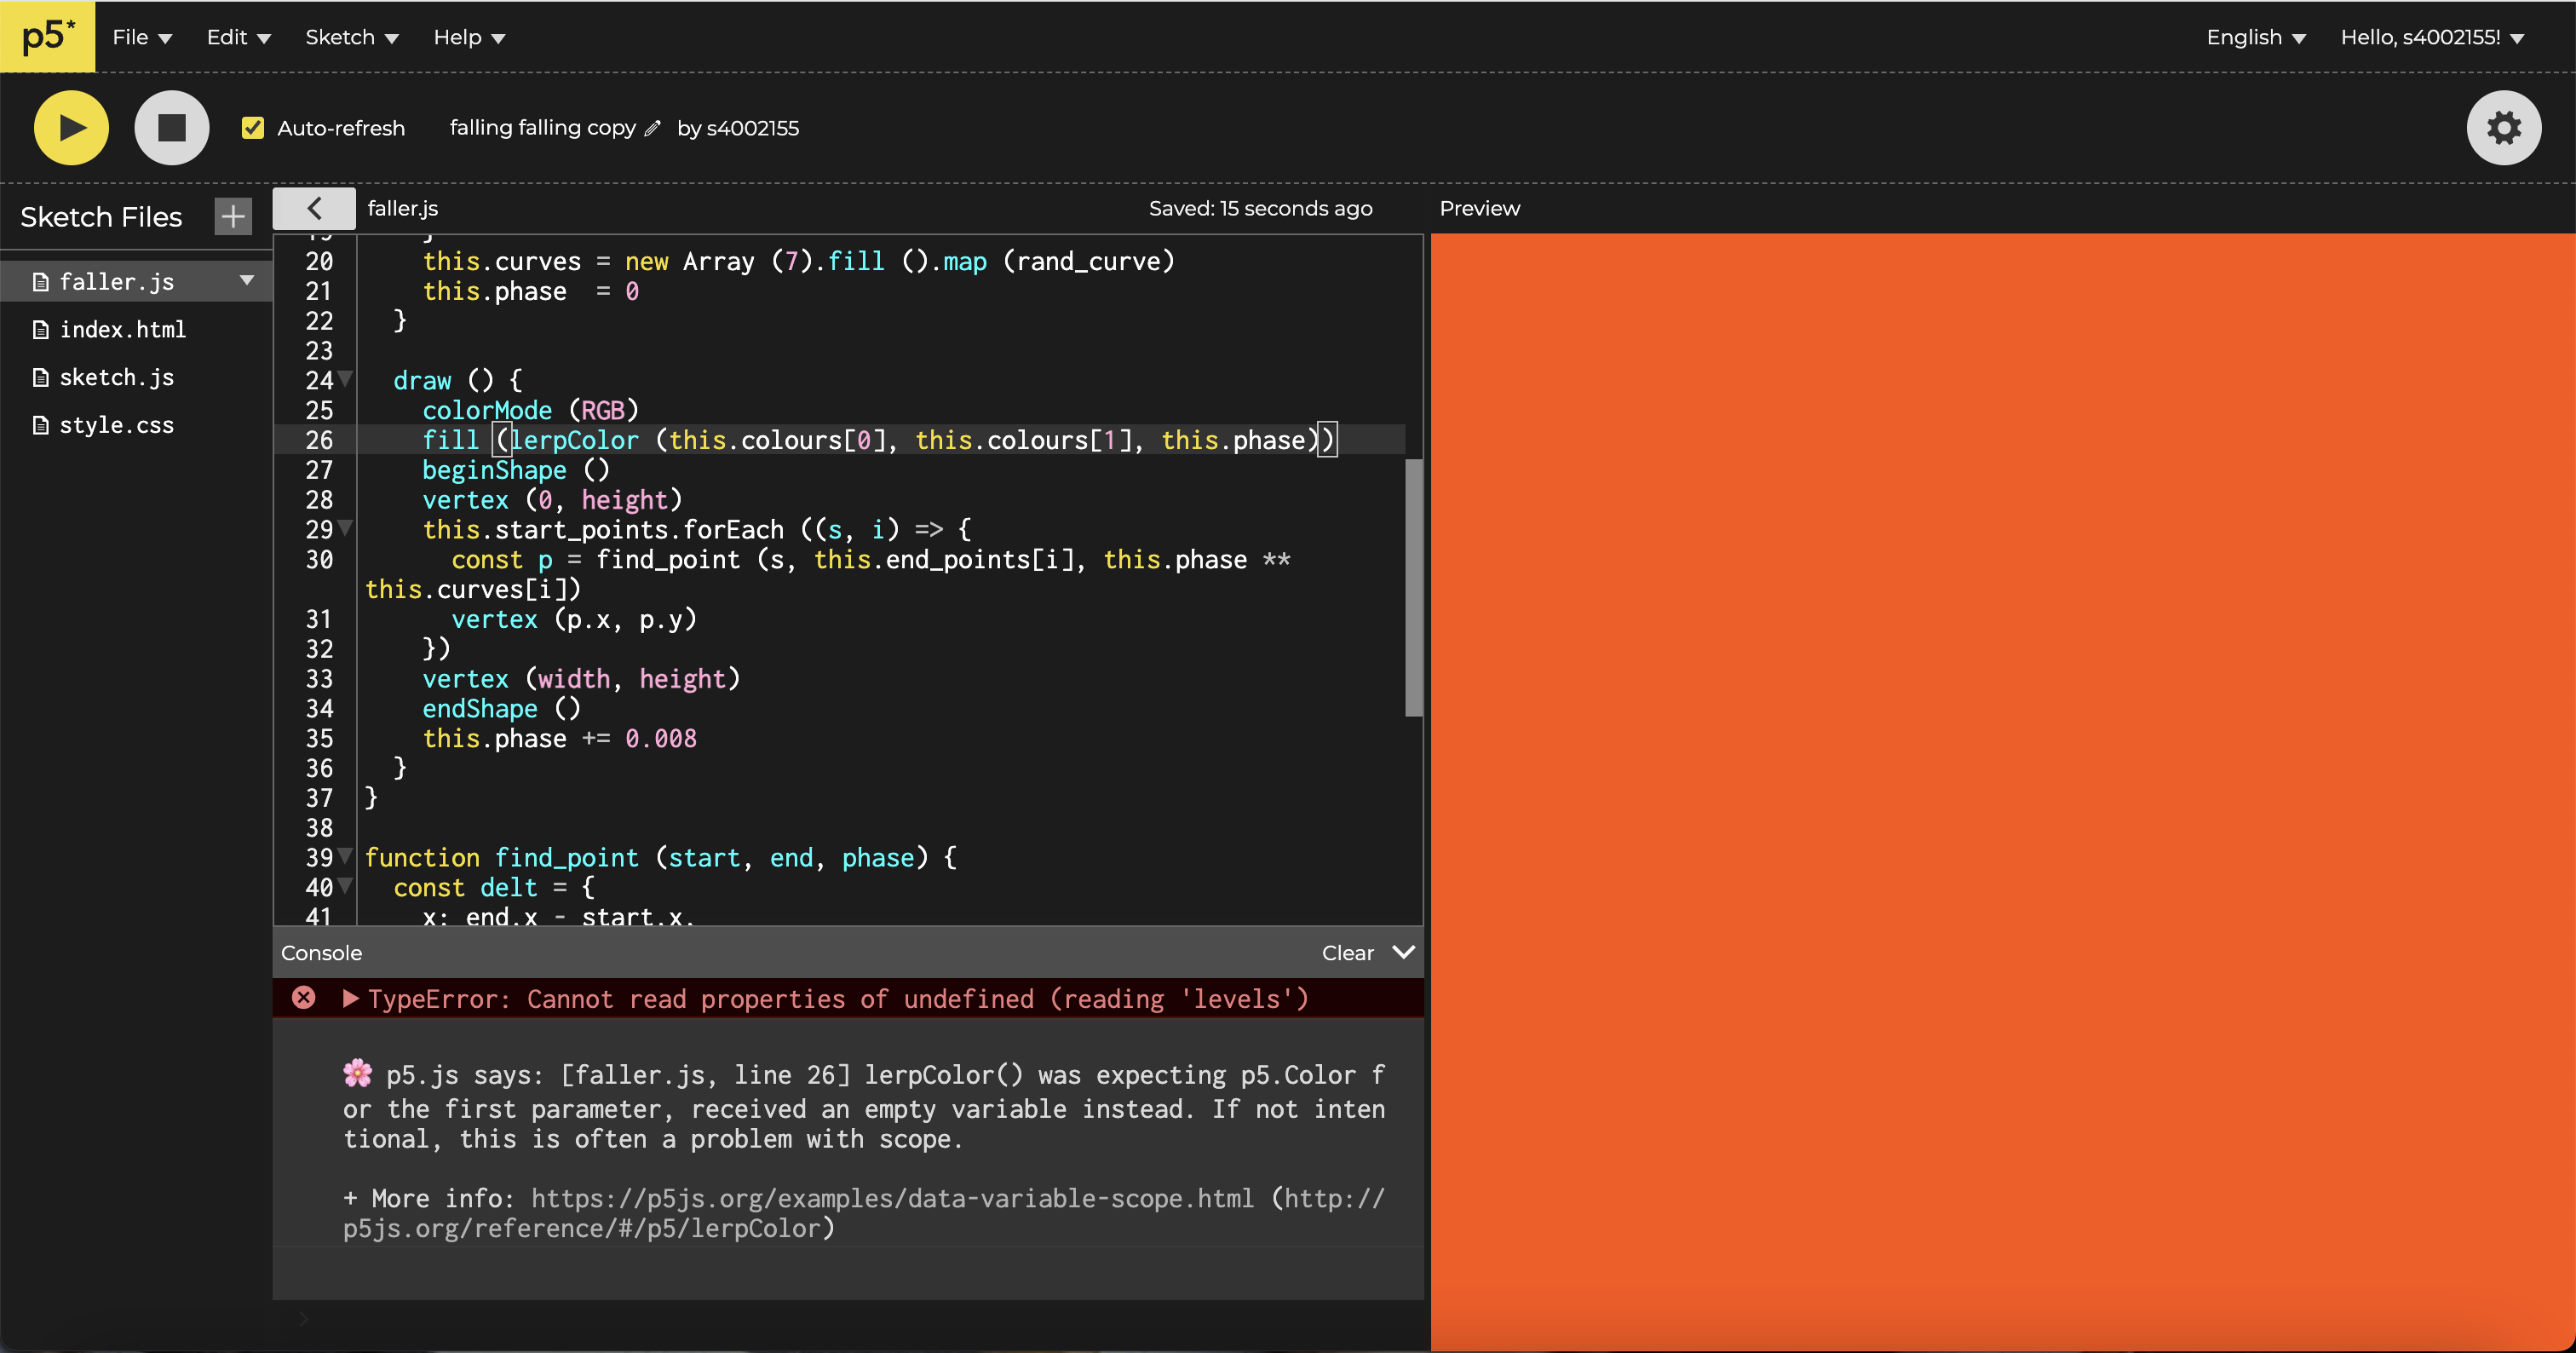 p5* File Edit Sketch Help English Hello, s4002155!
Auto-refresh falling falling copy by s4002155
Sketch Files + faller.js Saved: 15 seconds ago Preview
faller.js
index.html
sketch.js
style.css
20 this.curves = new Array (7).fill ().map (rand_curve)
21 this.phase  = 0
22 }
23
24 draw () {
25 colorMode (RGB)
26 fill (lerpColor (this.colours[0], this.colours[1], this.phase))
27 beginShape ()
28 vertex (0, height)
29 this.start_points.forEach ((s, i) => {
30 const p = find_point (s, this.end_points[i], this.phase **
this.curves[i])
31 vertex (p.x, p.y)
32 })
33 vertex (width, height)
34 endShape ()
35 this.phase += 0.008
36 }
37 }
38
39 function find_point (start, end, phase) {
40 const delt = {
41 x: end.x - start.x,
Console Clear
TypeError: Cannot read properties of undefined (reading 'levels')
🌸 p5.js says: [faller.js, line 26] lerpColor() was expecting p5.Color f
or the first parameter, received an empty variable instead. If not inten
tional, this is often a problem with scope.
+ More info: https://p5js.org/examples/data-variable-scope.html (http://
p5js.org/reference/#/p5/lerpColor)